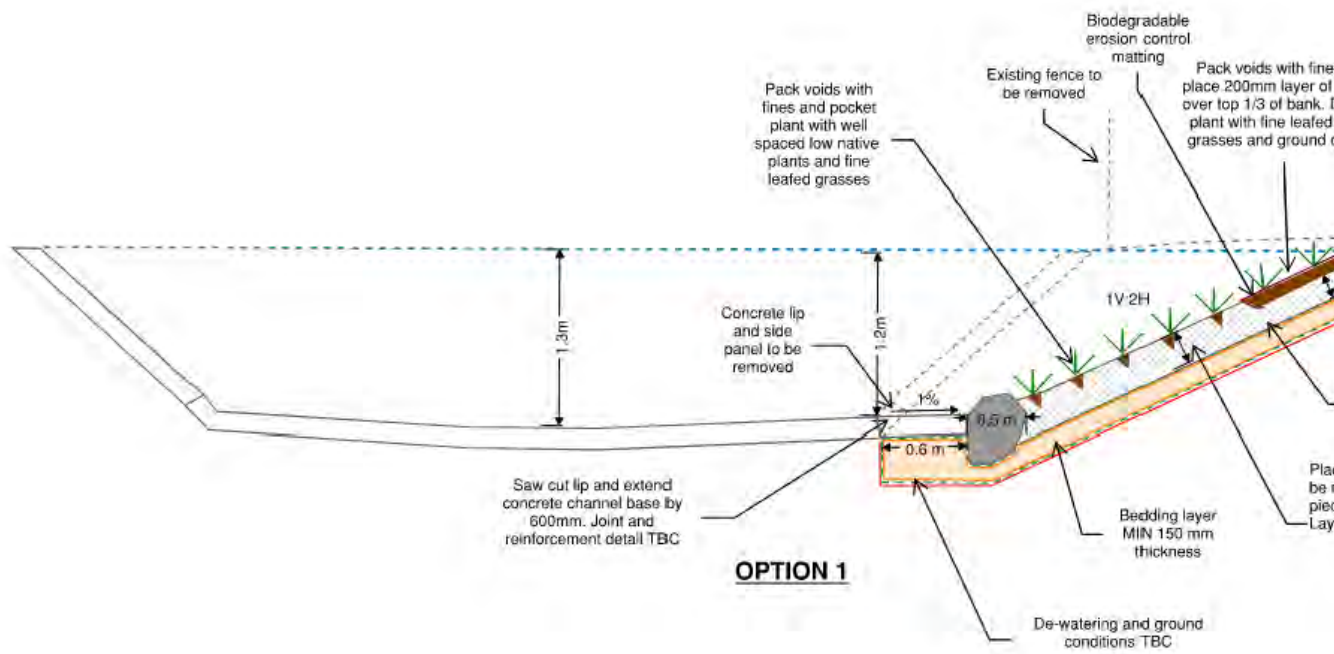 Biodegradable
erosion control
matting
Existing fence to
be removed
Pack voids with fine
place 200mm layer of
over top 1/3 of bank. D
plant with fine leafed
grasses and ground c
Pack voids with
fines and pocket
plant with well
spaced low native
plants and fine
leafed grasses
1.3m
1.2m
1V:2H
Concrete lip
and side
panel to be
removed
1%
0.5 m
0.6 m
Saw cut lip and extend
concrete channel base by
600mm. Joint and
reinforcement detail TBC
Bedding layer
MIN 150 mm
thickness
Plac
be r
piec
Lay
OPTION 1
De-watering and ground
conditions TBC